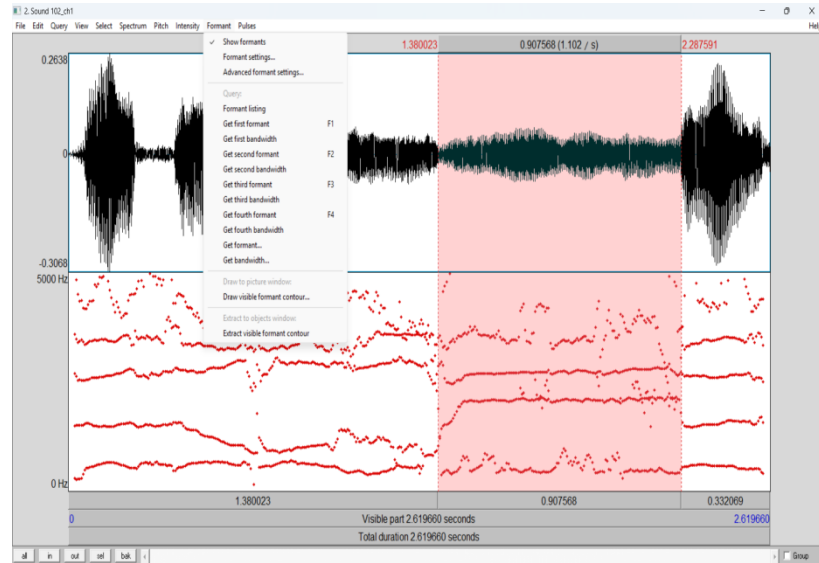 2. Sound 102_ch1
File Edit Query View Select Spectrum Pitch Intensity Formant Pulses
Hel
1.380023 0.907568 (1.102 / s) 2.287591
0.2638
0
-0.3068
5000 Hz
0 Hz
✓ Show formants
Formant settings...
Advanced formant settings...
Query:
Formant listing
Get first formant F1
Get first bandwidth
Get second formant F2
Get second bandwidth
Get third formant F3
Get third bandwidth
Get fourth formant F4
Get fourth bandwidth
Get formant...
Get bandwidth...
Draw to picture window:
Draw visible formant contour...
Extract to objects window:
Extract visible formant contour
1.380023 0.907568 0.332069
0 Visible part 2.619660 seconds 2.619660
Total duration 2.619660 seconds
all in out sel bak Group